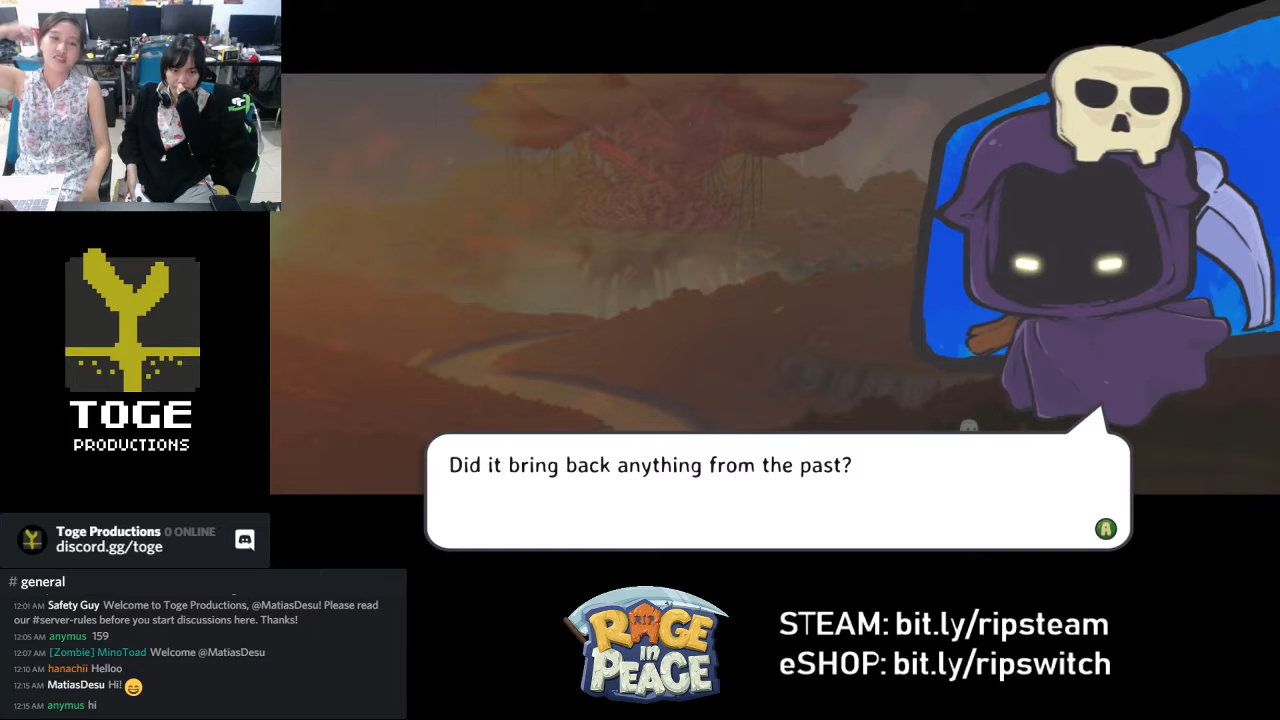 Did it bring back anything from the past?
A
TOGE
PRODUCTIONS
Toge Productions 0 ONLINE
discord.gg/toge
# general
12:01 AM Safety Guy Welcome to Toge Productions, @MatiasDesu! Please read
our #server-rules before you start discussions here. Thanks!
12:05 AM anymus 159
12:07 AM [Zombie] MinoToad Welcome @MatiasDesu
12:10 AM hanachii Helloo
12:15 AM MatiasDesu Hi! 😄
12:15 AM anymus hi
RIP
RAGE
in
PEACE
STEAM: bit.ly/ripsteam
eSHOP: bit.ly/ripswitch